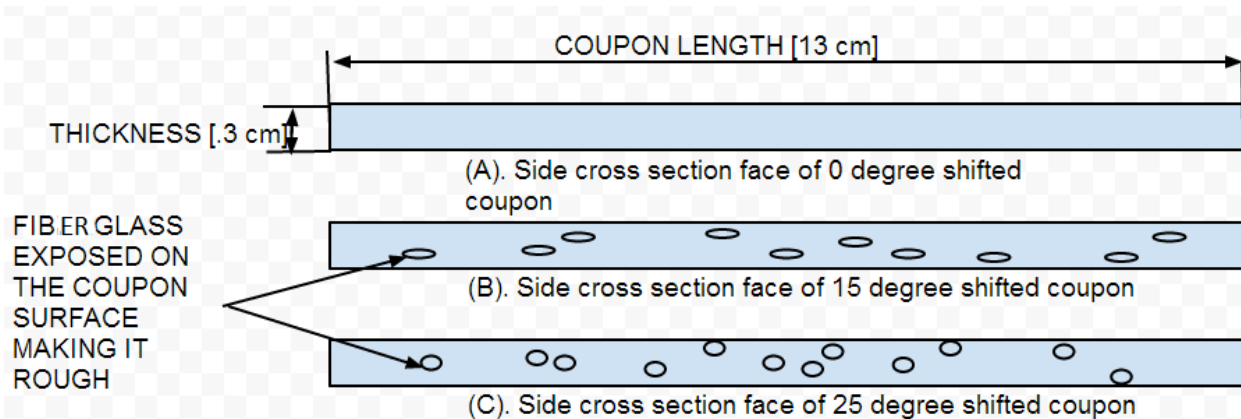 COUPON LENGTH [13 cm]
THICKNESS [.3 cm]
(A). Side cross section face of 0 degree shifted
coupon
FIBER GLASS
EXPOSED ON
THE COUPON
SURFACE
MAKING IT
ROUGH
(B). Side cross section face of 15 degree shifted coupon
(C). Side cross section face of 25 degree shifted coupon